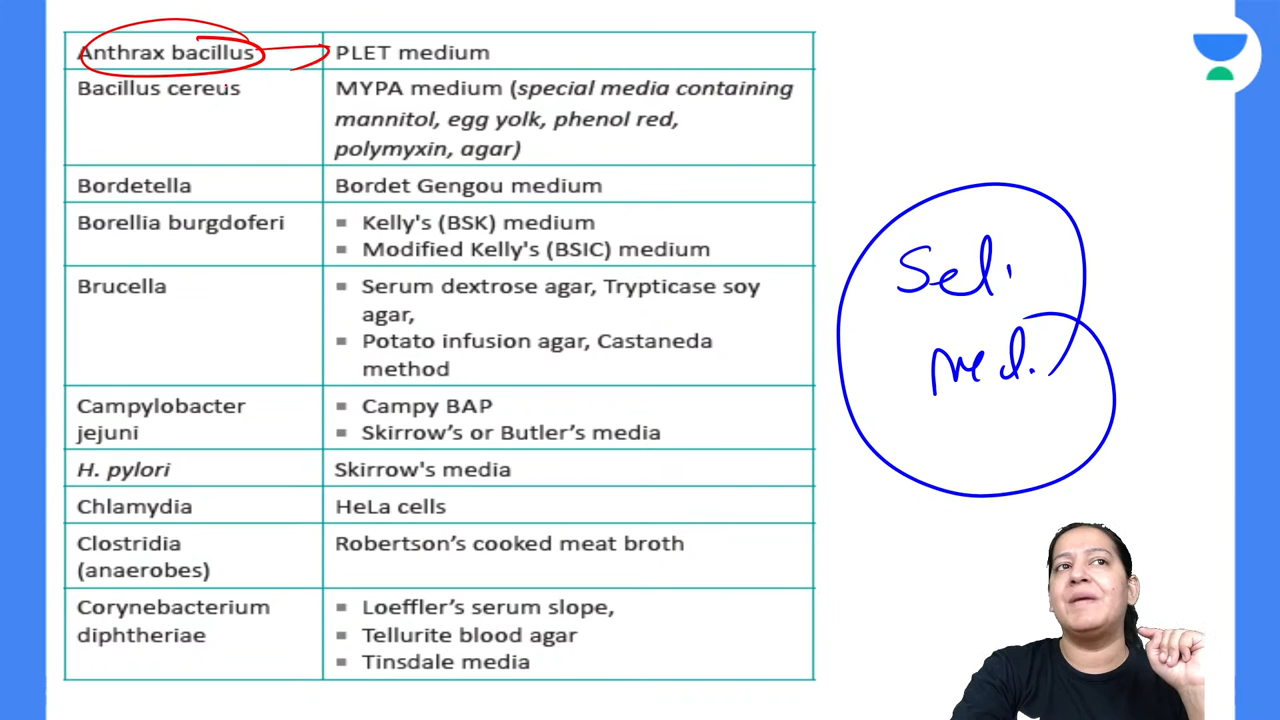 Anthrax bacillus PLET medium
Bacillus cereus MYPA medium (special media containing
mannitol, egg yolk, phenol red,
polymyxin, agar)
Bordetella Bordet Gengou medium
Borellia burgdoferi ▪ Kelly's (BSK) medium
▪ Modified Kelly's (BSIC) medium
Brucella ▪ Serum dextrose agar, Trypticase soy
agar,
▪ Potato infusion agar, Castaneda
method
Campylobacter ▪ Campy BAP
jejuni ▪ Skirrow's or Butler's media
H. pylori Skirrow's media
Chlamydia HeLa cells
Clostridia Robertson's cooked meat broth
(anaerobes)
Corynebacterium ▪ Loeffler's serum slope,
diphtheriae ▪ Tellurite blood agar
▪ Tinsdale media
Sel.
med.